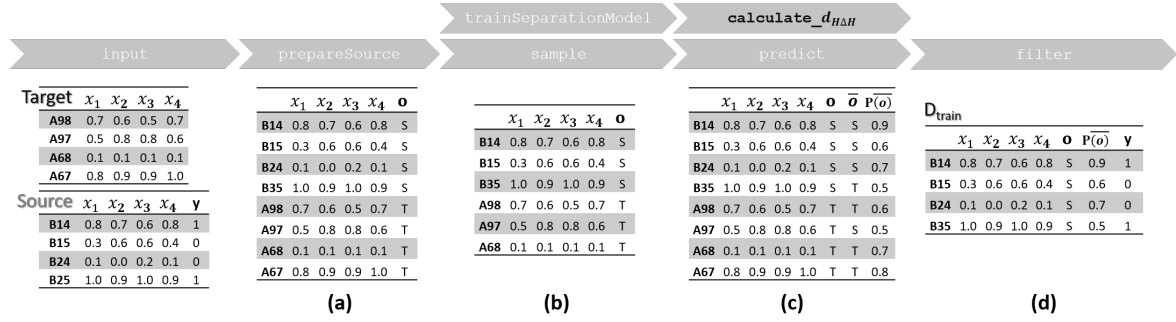 trainSeparationModel calculate_d_{HΔH}
input prepareSource sample predict filter
Target x₁ x₂ x₃ x₄
A98 0.7 0.6 0.5 0.7
A97 0.5 0.8 0.8 0.6
A68 0.1 0.1 0.1 0.1
A67 0.8 0.9 0.9 1.0
Source x₁ x₂ x₃ x₄ y
B14 0.8 0.7 0.6 0.8 1
B15 0.3 0.6 0.6 0.4 0
B24 0.1 0.0 0.2 0.1 0
B25 1.0 0.9 1.0 0.9 1
x₁ x₂ x₃ x₄ o
B14 0.8 0.7 0.6 0.8 S
B15 0.3 0.6 0.6 0.4 S
B24 0.1 0.0 0.2 0.1 S
B35 1.0 0.9 1.0 0.9 S
A98 0.7 0.6 0.5 0.7 T
A97 0.5 0.8 0.8 0.6 T
A68 0.1 0.1 0.1 0.1 T
A67 0.8 0.9 0.9 1.0 T
(a)
x₁ x₂ x₃ x₄ o
B14 0.8 0.7 0.6 0.8 S
B15 0.3 0.6 0.6 0.4 S
B35 1.0 0.9 1.0 0.9 S
A98 0.7 0.6 0.5 0.7 T
A97 0.5 0.8 0.8 0.6 T
A68 0.1 0.1 0.1 0.1 T
(b)
x₁ x₂ x₃ x₄ o o̅ P(o̅)
B14 0.8 0.7 0.6 0.8 S S 0.9
B15 0.3 0.6 0.6 0.4 S S 0.6
B24 0.1 0.0 0.2 0.1 S S 0.7
B35 1.0 0.9 1.0 0.9 S T 0.5
A98 0.7 0.6 0.5 0.7 T T 0.6
A97 0.5 0.8 0.8 0.6 T S 0.5
A68 0.1 0.1 0.1 0.1 T T 0.7
A67 0.8 0.9 0.9 1.0 T T 0.8
(c)
D_{train}
x₁ x₂ x₃ x₄ o P(o̅) y
B14 0.8 0.7 0.6 0.8 S 0.9 1
B15 0.3 0.6 0.6 0.4 S 0.6 0
B24 0.1 0.0 0.2 0.1 S 0.7 0
B35 1.0 0.9 1.0 0.9 S 0.5 1
(d)